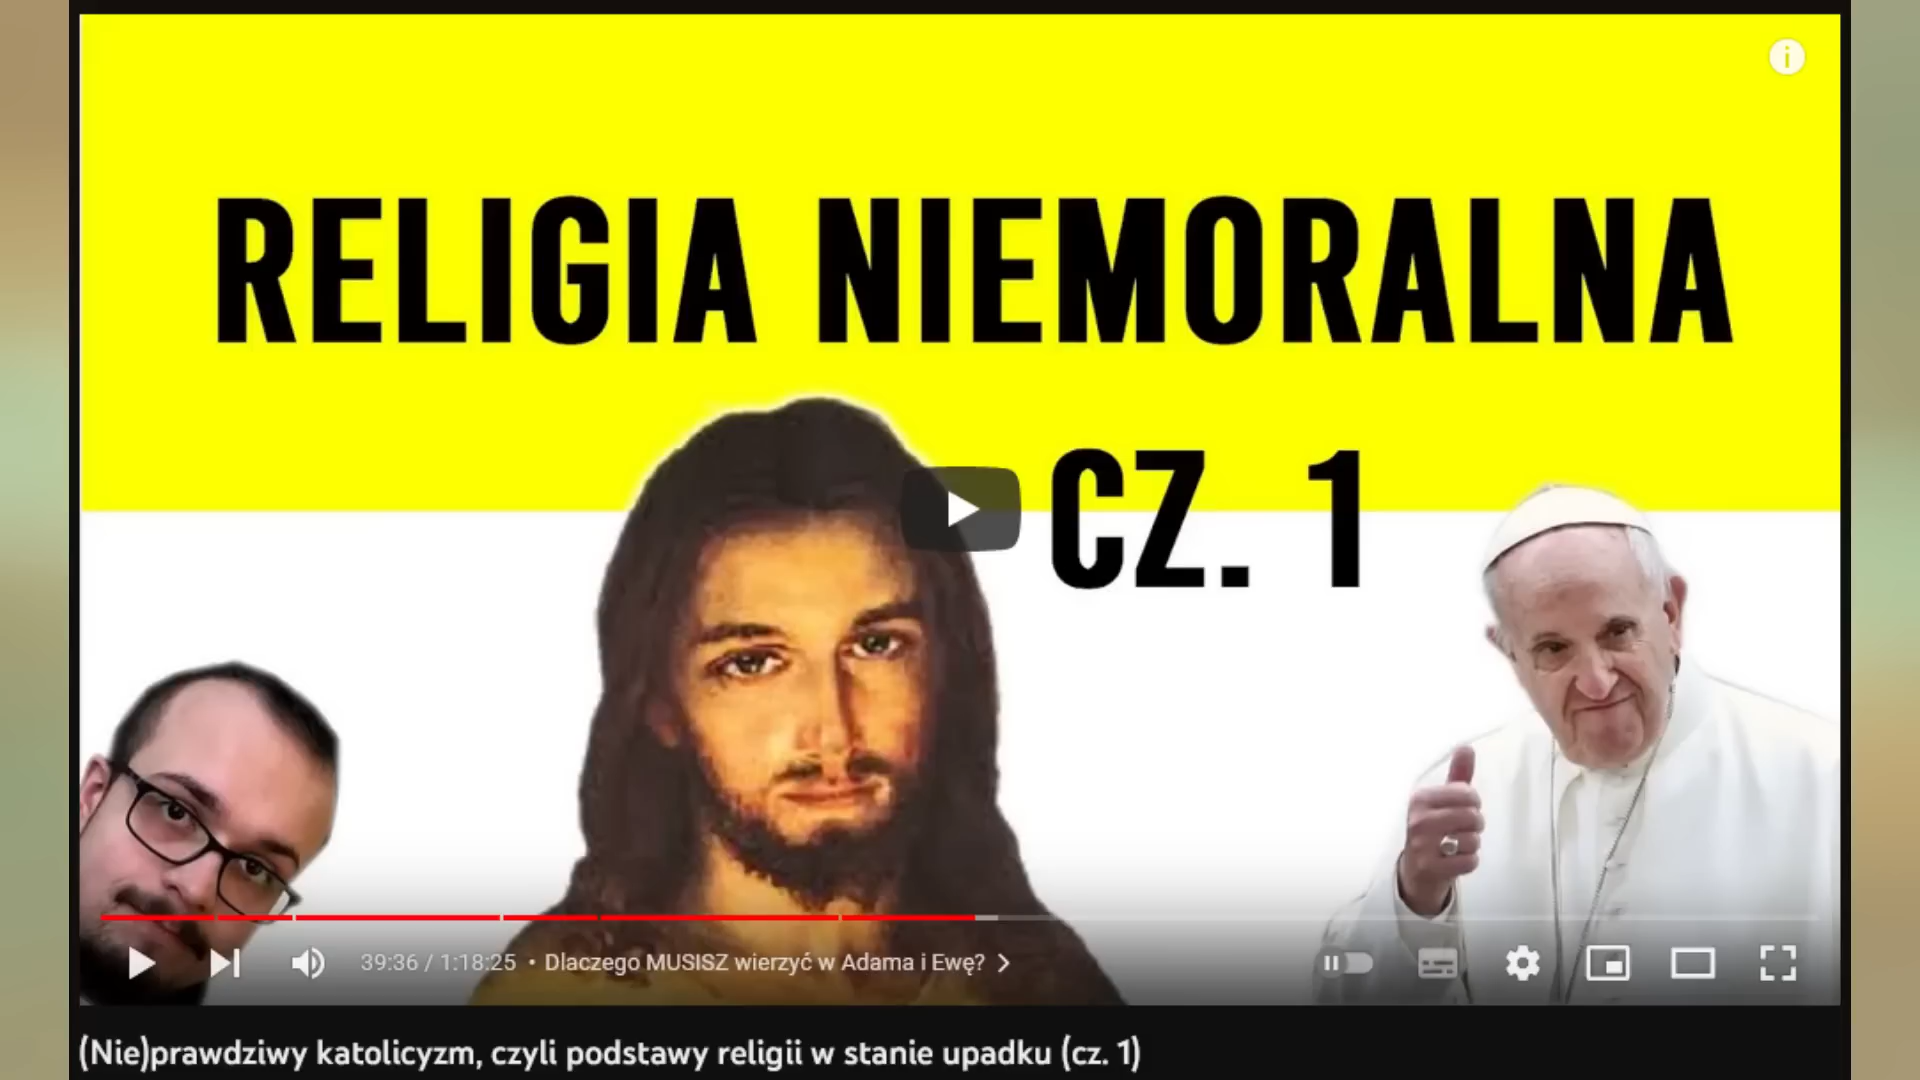 RELIGIA NIEMORALNA
CZ. 1
39:36 / 1:18:25 • Dlaczego MUSISZ wierzyć w Adama i Ewę?
(Nie)prawdziwy katolicyzm, czyli podstawy religii w stanie upadku (cz. 1)